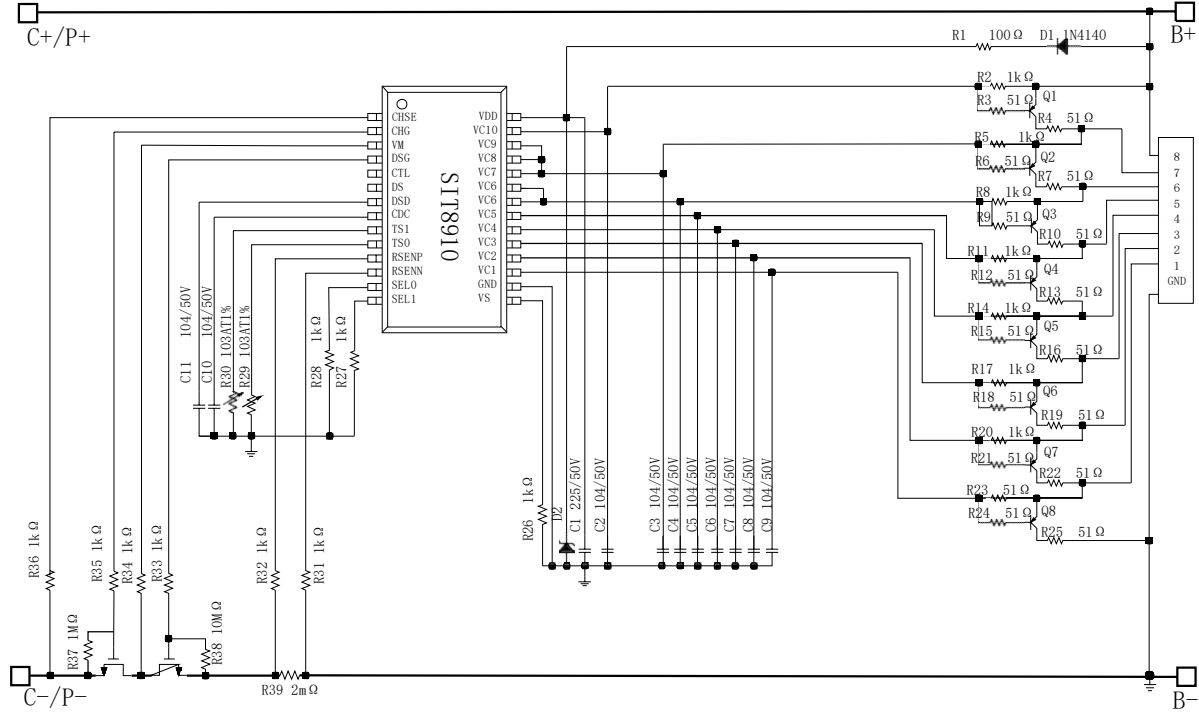 C+/P+
B+
R1 100Ω D1 1N4140
R2 1kΩ
R3 51Ω Q1
R4 51Ω
R5 1kΩ
R6 51Ω Q2
R7 51Ω
R8 1kΩ
R9 51Ω Q3
R10 51Ω
R11 1kΩ
R12 51Ω Q4
R13 51Ω
R14 1kΩ
R15 51Ω Q5
R16 51Ω
R17 1kΩ
R18 51Ω Q6
R19 51Ω
R20 1kΩ
R21 51Ω Q7
R22 51Ω
R23 51Ω
R24 51Ω Q8
R25 51Ω
8
7
6
5
4
3
2
1
GND
SIT8910
CHSE
CHG
VM
DSG
CTL
DS
DSD
CDC
TS1
TS0
RSENP
RSENN
SEL0
SEL1
VDD
VC10
VC9
VC8
VC7
VC6
VC6
VC5
VC4
VC3
VC2
VC1
GND
VS
C11 104/50V
C10 104/50V
R30 103AT1%
R29 103AT1%
R28 1kΩ
R27 1kΩ
R26 1kΩ
D2
C1 225/50V
C2 104/50V
C3 104/50V
C4 104/50V
C5 104/50V
C6 104/50V
C7 104/50V
C8 104/50V
C9 104/50V
R36 1kΩ
R35 1kΩ
R34 1kΩ
R33 1kΩ
R32 1kΩ
R31 1kΩ
R37 1MΩ
R38 10MΩ
R39 2mΩ
C-/P-
B-